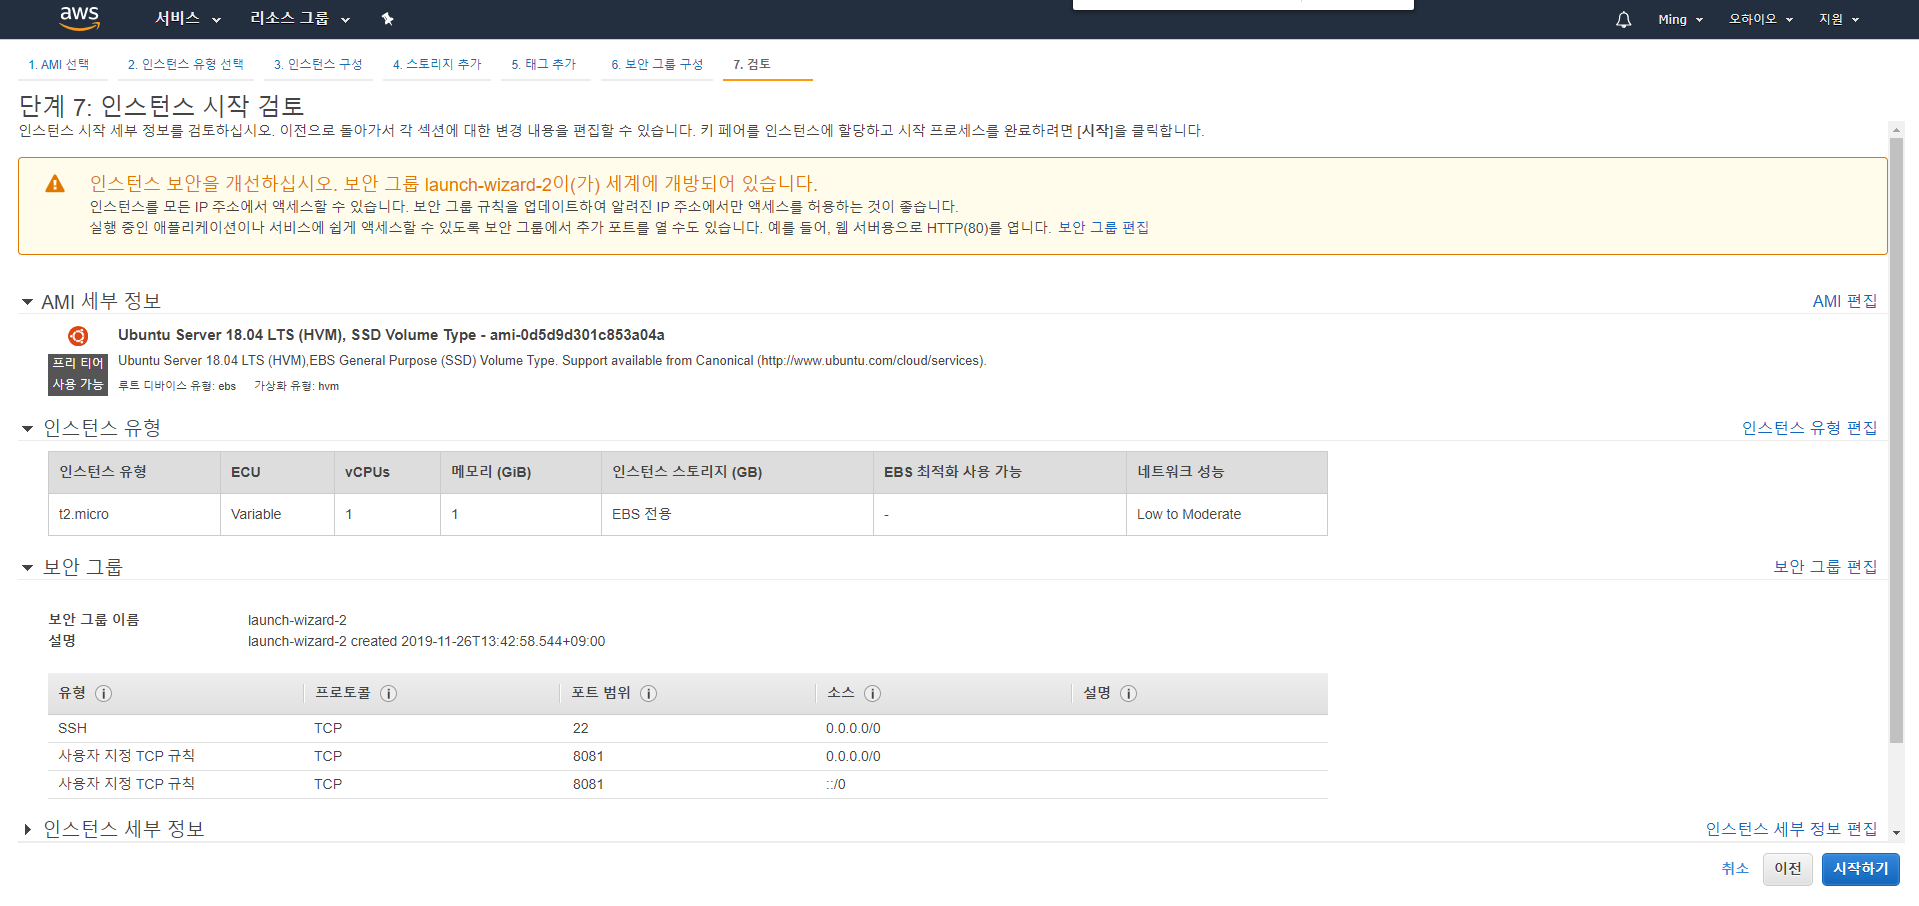 aws 서비스 리소스 그룹 Ming 오하이오 지원
1. AMI 선택 2. 인스턴스 유형 선택 3. 인스턴스 구성 4. 스토리지 추가 5. 태그 추가 6. 보안 그룹 구성 7. 검토
단계 7: 인스턴스 시작 검토
인스턴스 시작 세부 정보를 검토하십시오. 이전으로 돌아가서 각 섹션에 대한 변경 내용을 편집할 수 있습니다. 키 페어를 인스턴스에 할당하고 시작 프로세스를 완료하려면 [시작]을 클릭합니다.
인스턴스 보안을 개선하십시오. 보안 그룹 launch-wizard-2이(가) 세계에 개방되어 있습니다.
인스턴스를 모든 IP 주소에서 액세스할 수 있습니다. 보안 그룹 규칙을 업데이트하여 알려진 IP 주소에서만 액세스를 허용하는 것이 좋습니다.
실행 중인 애플리케이션이나 서비스에 쉽게 액세스할 수 있도록 보안 그룹에서 추가 포트를 열 수도 있습니다. 예를 들어, 웹 서버용으로 HTTP(80)를 엽니다. 보안 그룹 편집
AMI 세부 정보 AMI 편집
Ubuntu Server 18.04 LTS (HVM), SSD Volume Type - ami-0d5d9d301c853a04a
프리 티어 사용 가능
Ubuntu Server 18.04 LTS (HVM),EBS General Purpose (SSD) Volume Type. Support available from Canonical (http://www.ubuntu.com/cloud/services).
루트 디바이스 유형: ebs 가상화 유형: hvm
인스턴스 유형 인스턴스 유형 편집
인스턴스 유형 ECU vCPUs 메모리 (GiB) 인스턴스 스토리지 (GB) EBS 최적화 사용 가능 네트워크 성능
t2.micro Variable 1 1 EBS 전용 - Low to Moderate
보안 그룹 보안 그룹 편집
보안 그룹 이름 launch-wizard-2
설명 launch-wizard-2 created 2019-11-26T13:42:58.544+09:00
유형 프로토콜 포트 범위 소스 설명
SSH TCP 22 0.0.0.0/0
사용자 지정 TCP 규칙 TCP 8081 0.0.0.0/0
사용자 지정 TCP 규칙 TCP 8081 ::/0
인스턴스 세부 정보 인스턴스 세부 정보 편집
취소 이전 시작하기